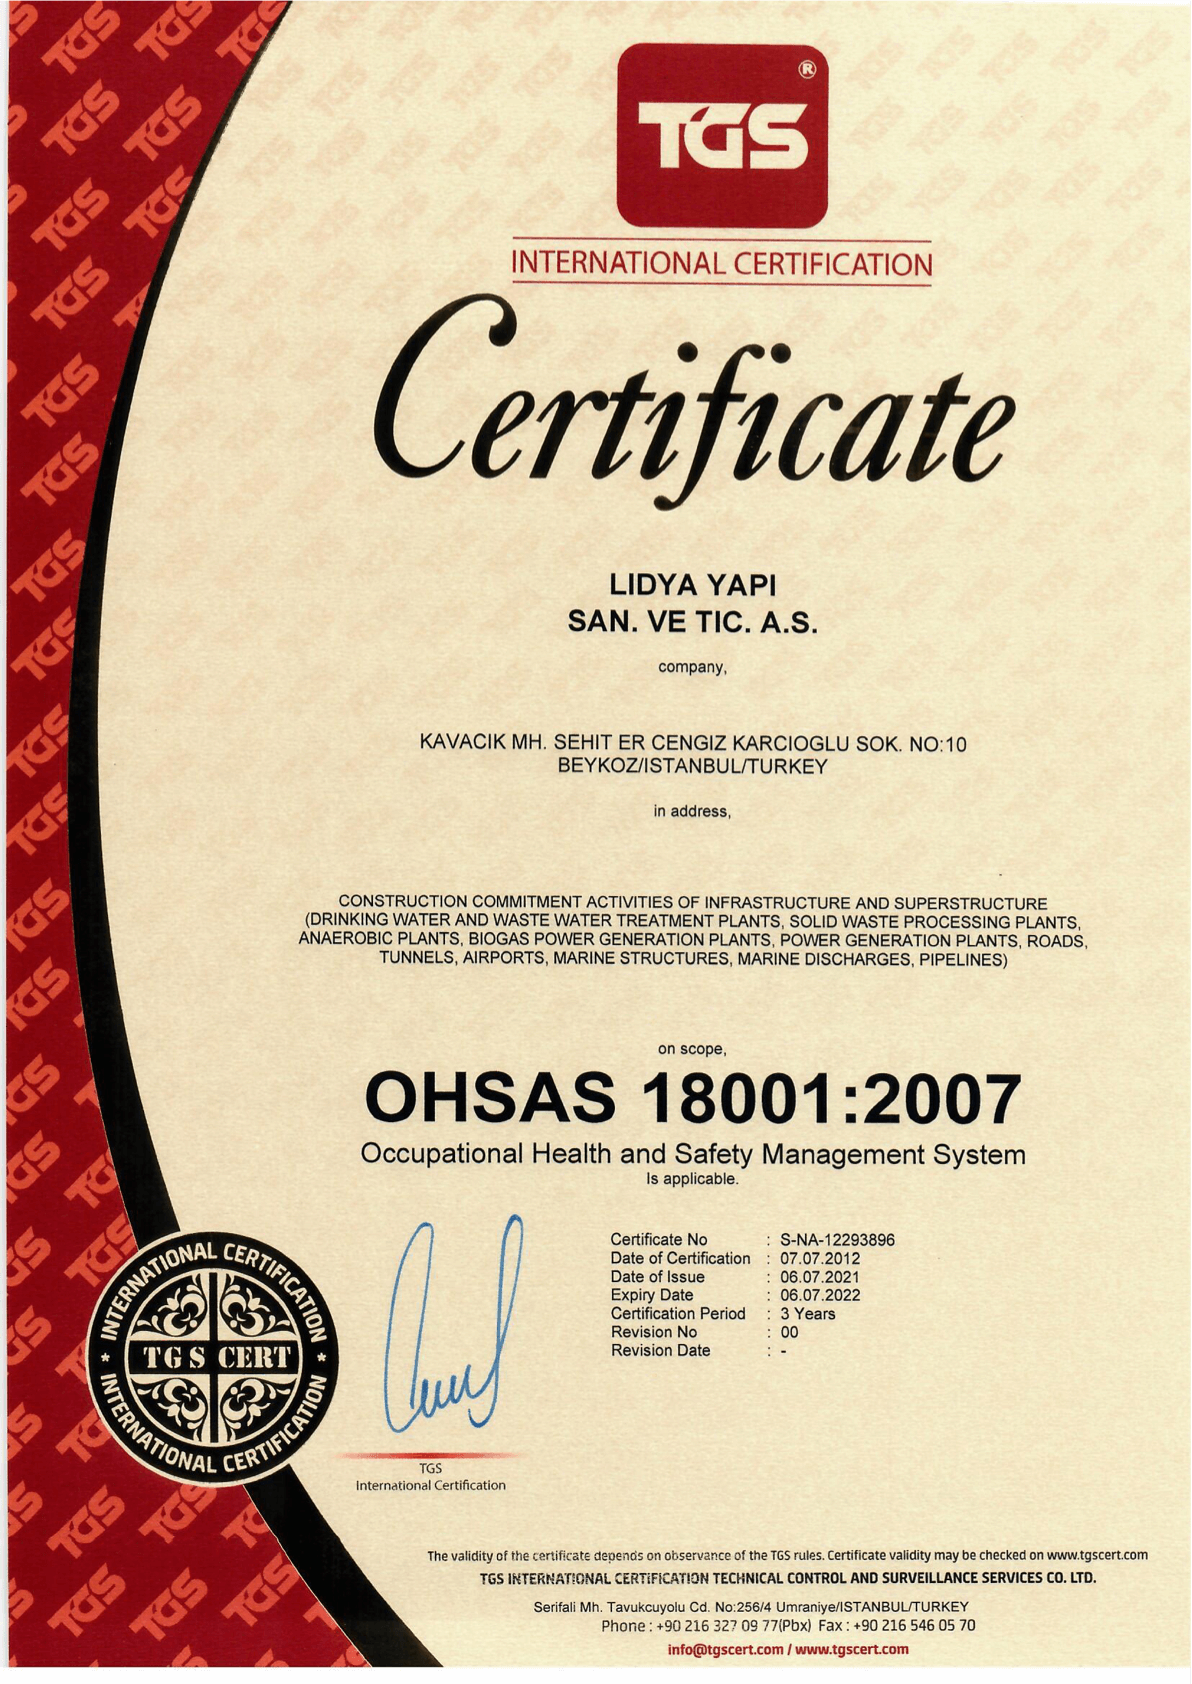 TGS
®
INTERNATIONAL CERTIFICATION
Certificate
LIDYA YAPI
SAN. VE TIC. A.S.
company,
KAVACIK MH. SEHIT ER CENGIZ KARCIOGLU SOK. NO:10
BEYKOZ/ISTANBUL/TURKEY
in address,
CONSTRUCTION COMMITMENT ACTIVITIES OF INFRASTRUCTURE AND SUPERSTRUCTURE
(DRINKING WATER AND WASTE WATER TREATMENT PLANTS, SOLID WASTE PROCESSING PLANTS,
ANAEROBIC PLANTS, BIOGAS POWER GENERATION PLANTS, POWER GENERATION PLANTS, ROADS,
TUNNELS, AIRPORTS, MARINE STRUCTURES, MARINE DISCHARGES, PIPELINES)
on scope,
OHSAS 18001:2007
Occupational Health and Safety Management System
Is applicable.
Certificate No : S-NA-12293896
Date of Certification : 07.07.2012
Date of Issue : 06.07.2021
Expiry Date : 06.07.2022
Certification Period : 3 Years
Revision No : 00
Revision Date : -
INTERNATIONAL CERTIFICATION
* TGS CERT *
INTERNATIONAL CERTIFICATION
TGS
International Certification
The validity of the certificate depends on observance of the TGS rules. Certificate validity may be checked on www.tgscert.com
TGS INTERNATIONAL CERTIFICATION TECHNICAL CONTROL AND SURVEILLANCE SERVICES CO. LTD.
Serifali Mh. Tavukcuyolu Cd. No:256/4 Umraniye/ISTANBUL/TURKEY
Phone : +90 216 327 09 77(Pbx) Fax : +90 216 546 05 70
info@tgscert.com / www.tgscert.com